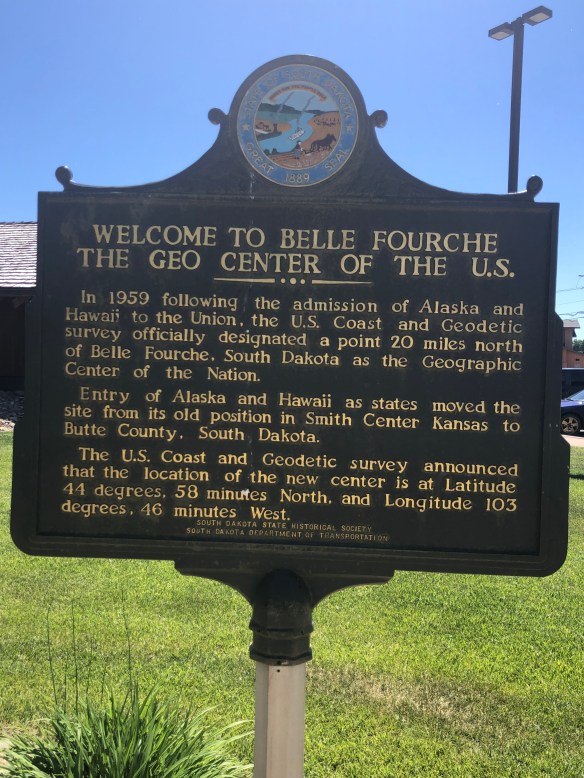 GREAT SEAL
1889
WELCOME TO BELLE FOURCHE
THE GEO CENTER OF THE U.S.
In 1959 following the admission of Alaska and
Hawaii to the Union, the U.S. Coast and Geodetic
survey officially designated a point 20 miles north
of Belle Fourche, South Dakota as the Geographic
Center of the Nation.
Entry of Alaska and Hawaii as states moved the
site from its old position in Smith Center Kansas to
Butte County, South Dakota.
The U.S. Coast and Geodetic survey announced
that the location of the new center is at Latitude
44 degrees, 58 minutes North, and Longitude 103
degrees, 46 minutes West.
SOUTH DAKOTA STATE HISTORICAL SOCIETY
SOUTH DAKOTA DEPARTMENT OF TRANSPORTATION